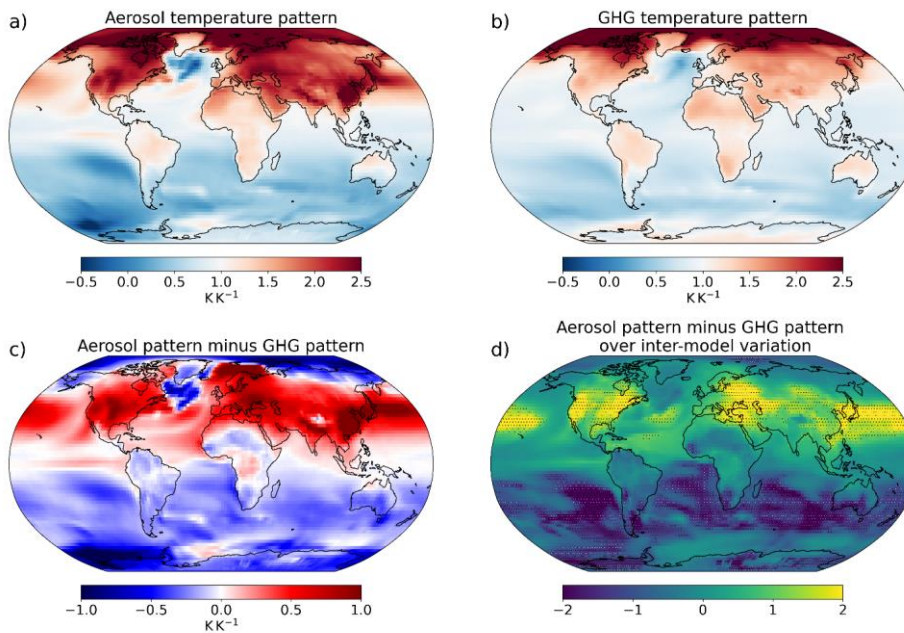 a)
Aerosol temperature pattern
−0.5 0.0 0.5 1.0 1.5 2.0 2.5
K K⁻¹
b)
GHG temperature pattern
−0.5 0.0 0.5 1.0 1.5 2.0 2.5
K K⁻¹
c)
Aerosol pattern minus GHG pattern
−1.0 −0.5 0.0 0.5 1.0
K K⁻¹
d)
Aerosol pattern minus GHG pattern
over inter-model variation
−2 −1 0 1 2